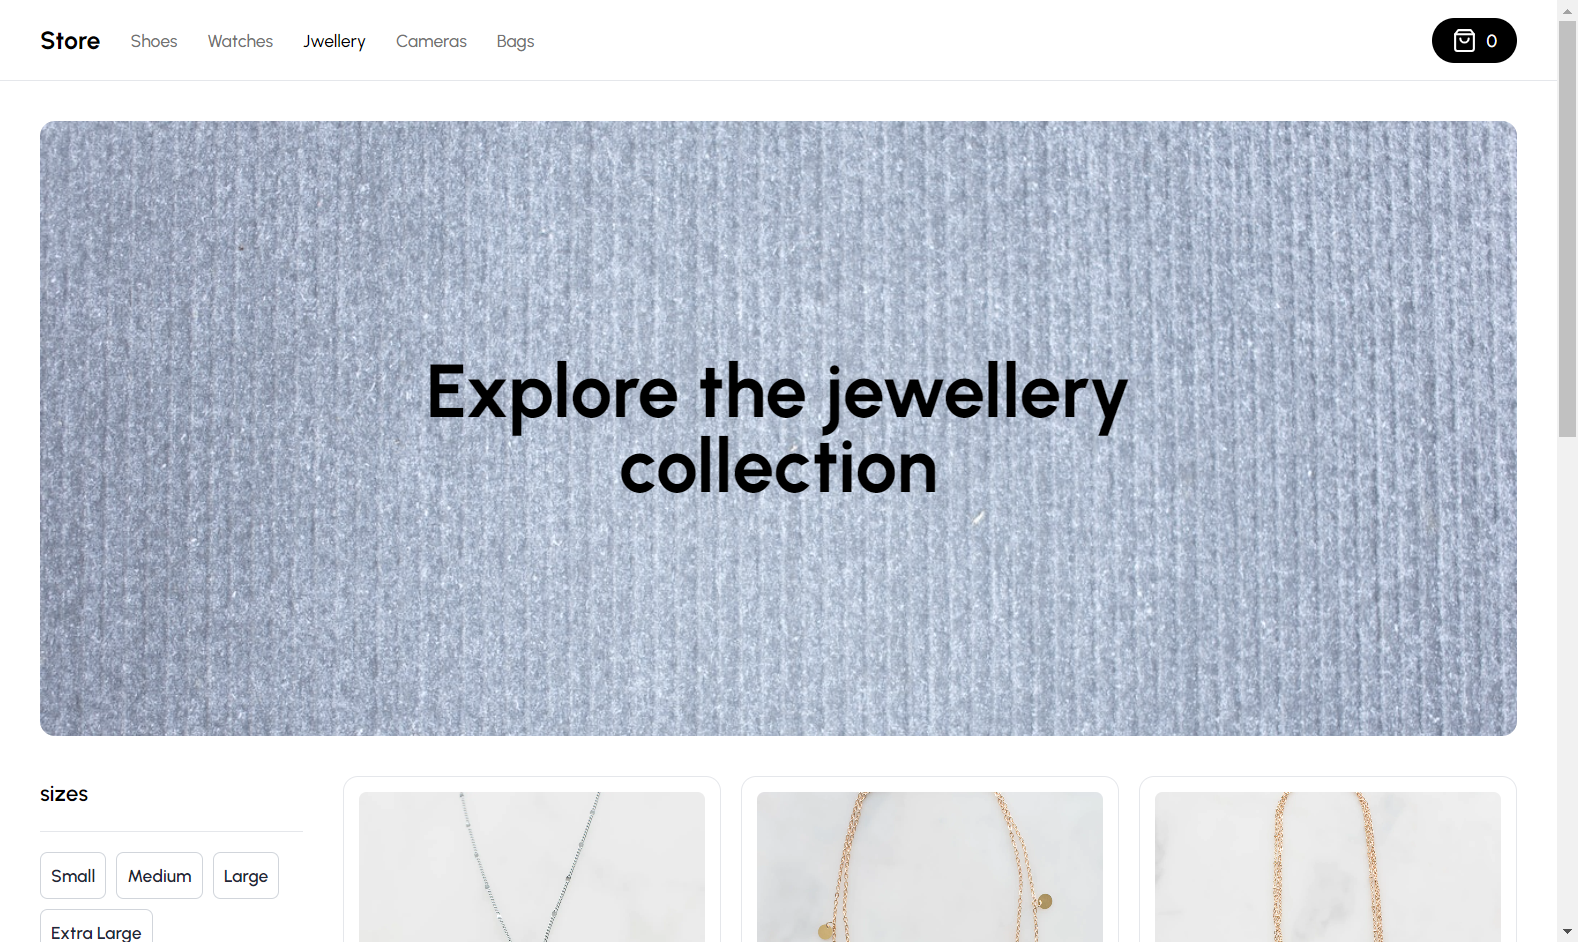 Store Shoes Watches Jwellery Cameras Bags 0
Explore the jewellery
collection
sizes
Small Medium Large
Extra Large